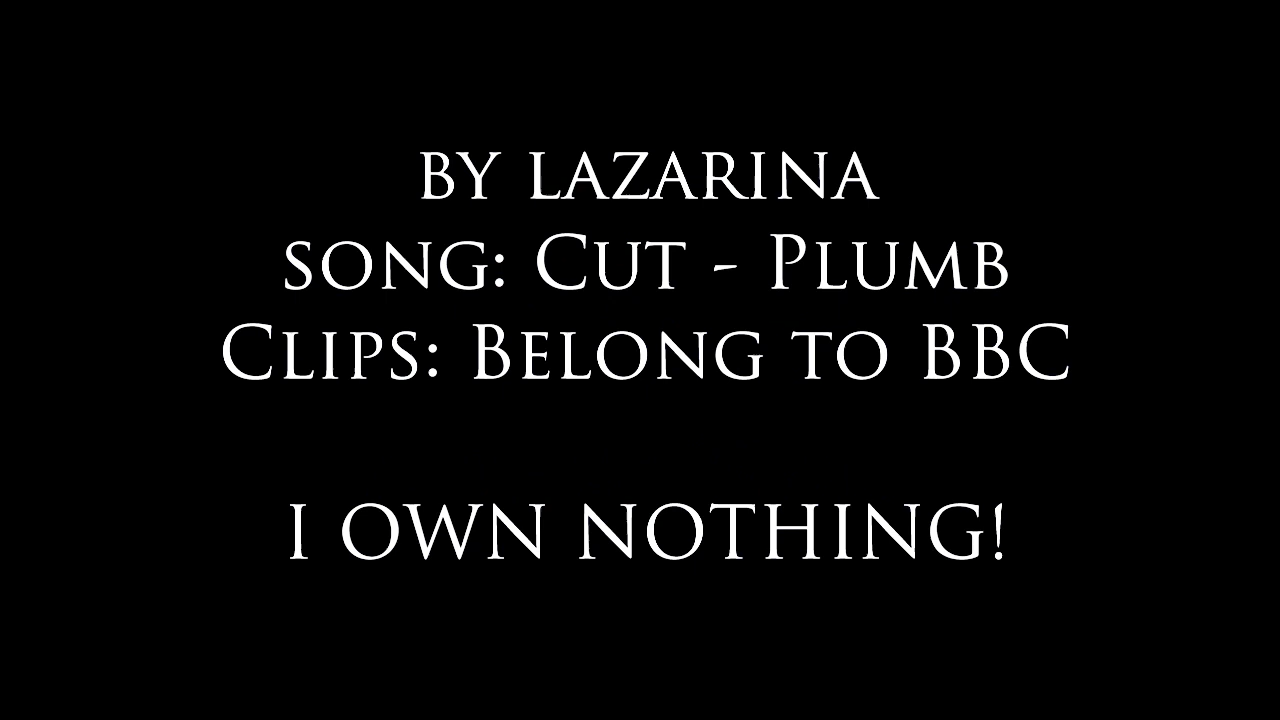 by Lazarina
song: Cut - Plumb
Clips: Belong to BBC
I OWN NOTHING!